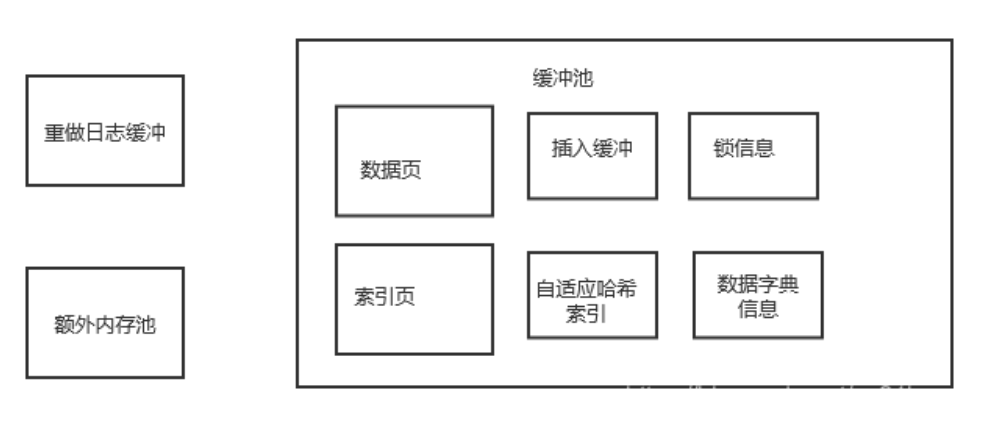 缓冲池
重做日志缓冲
数据页
插入缓冲
锁信息
额外内存池
索引页
自适应哈希
索引
数据字典
信息